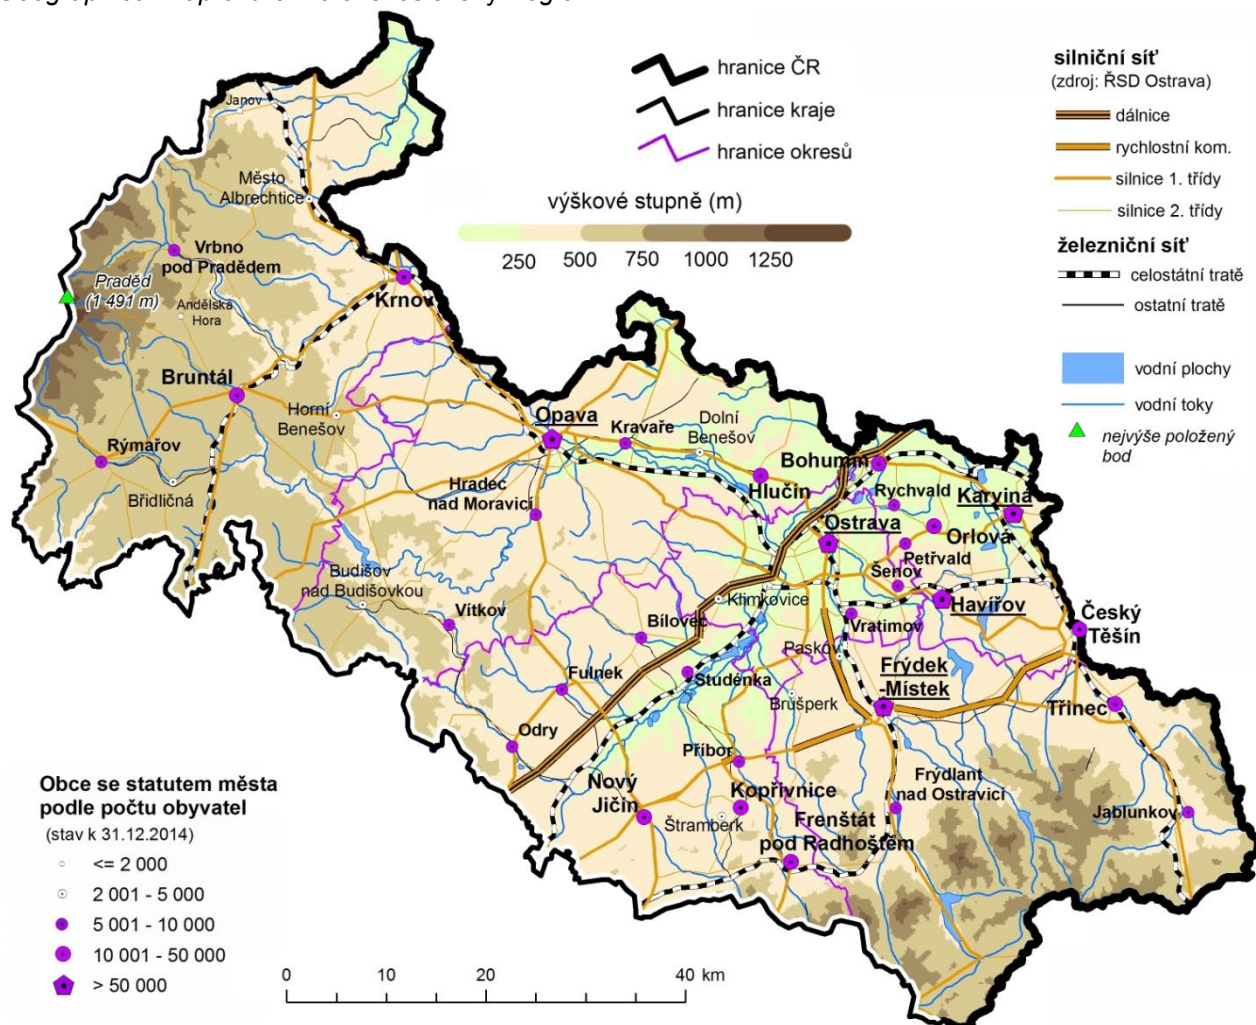 hranice ČR
hranice kraje
hranice okresů
výškové stupně (m)
250 500 750 1000 1250
silniční síť
(zdroj: ŘSD Ostrava)
dálnice
rychlostní kom.
silnice 1. třídy
silnice 2. třídy
železniční síť
celostátní tratě
ostatní tratě
vodní plochy
vodní toky
nejvýše položený
bod
Janov
Město
Albrechtice
Vrbno
pod Pradědem
Praděd
(1 491 m)
Andělská
Hora
Krnov
Bruntál
Horní
Benešov
Rýmařov
Břidličná
Opava
Kravaře
Dolní
Benešov
Hlučín
Bohumín
Rychvald
Karviná
Hradec
nad Moravicí
Ostrava
Orlová
Petřvald
Šenov
Havířov
Budišov
nad Budišovkou
Vítkov
Klimkovice
Bílovec
Vratimov
Český
Těšín
Paskov
Fulnek
Studénka
Frýdek
-Místek
Brušperk
Třinec
Odry
Příbor
Nový
Jičín
Kopřivnice
Štramberk
Frýdlant
nad Ostravicí
Jablunkov
Frenštát
pod Radhoštěm
Obce se statutem města
podle počtu obyvatel
(stav k 31.12.2014)
<= 2 000
2 001 - 5 000
5 001 - 10 000
10 001 - 50 000
> 50 000
0 10 20 40 km